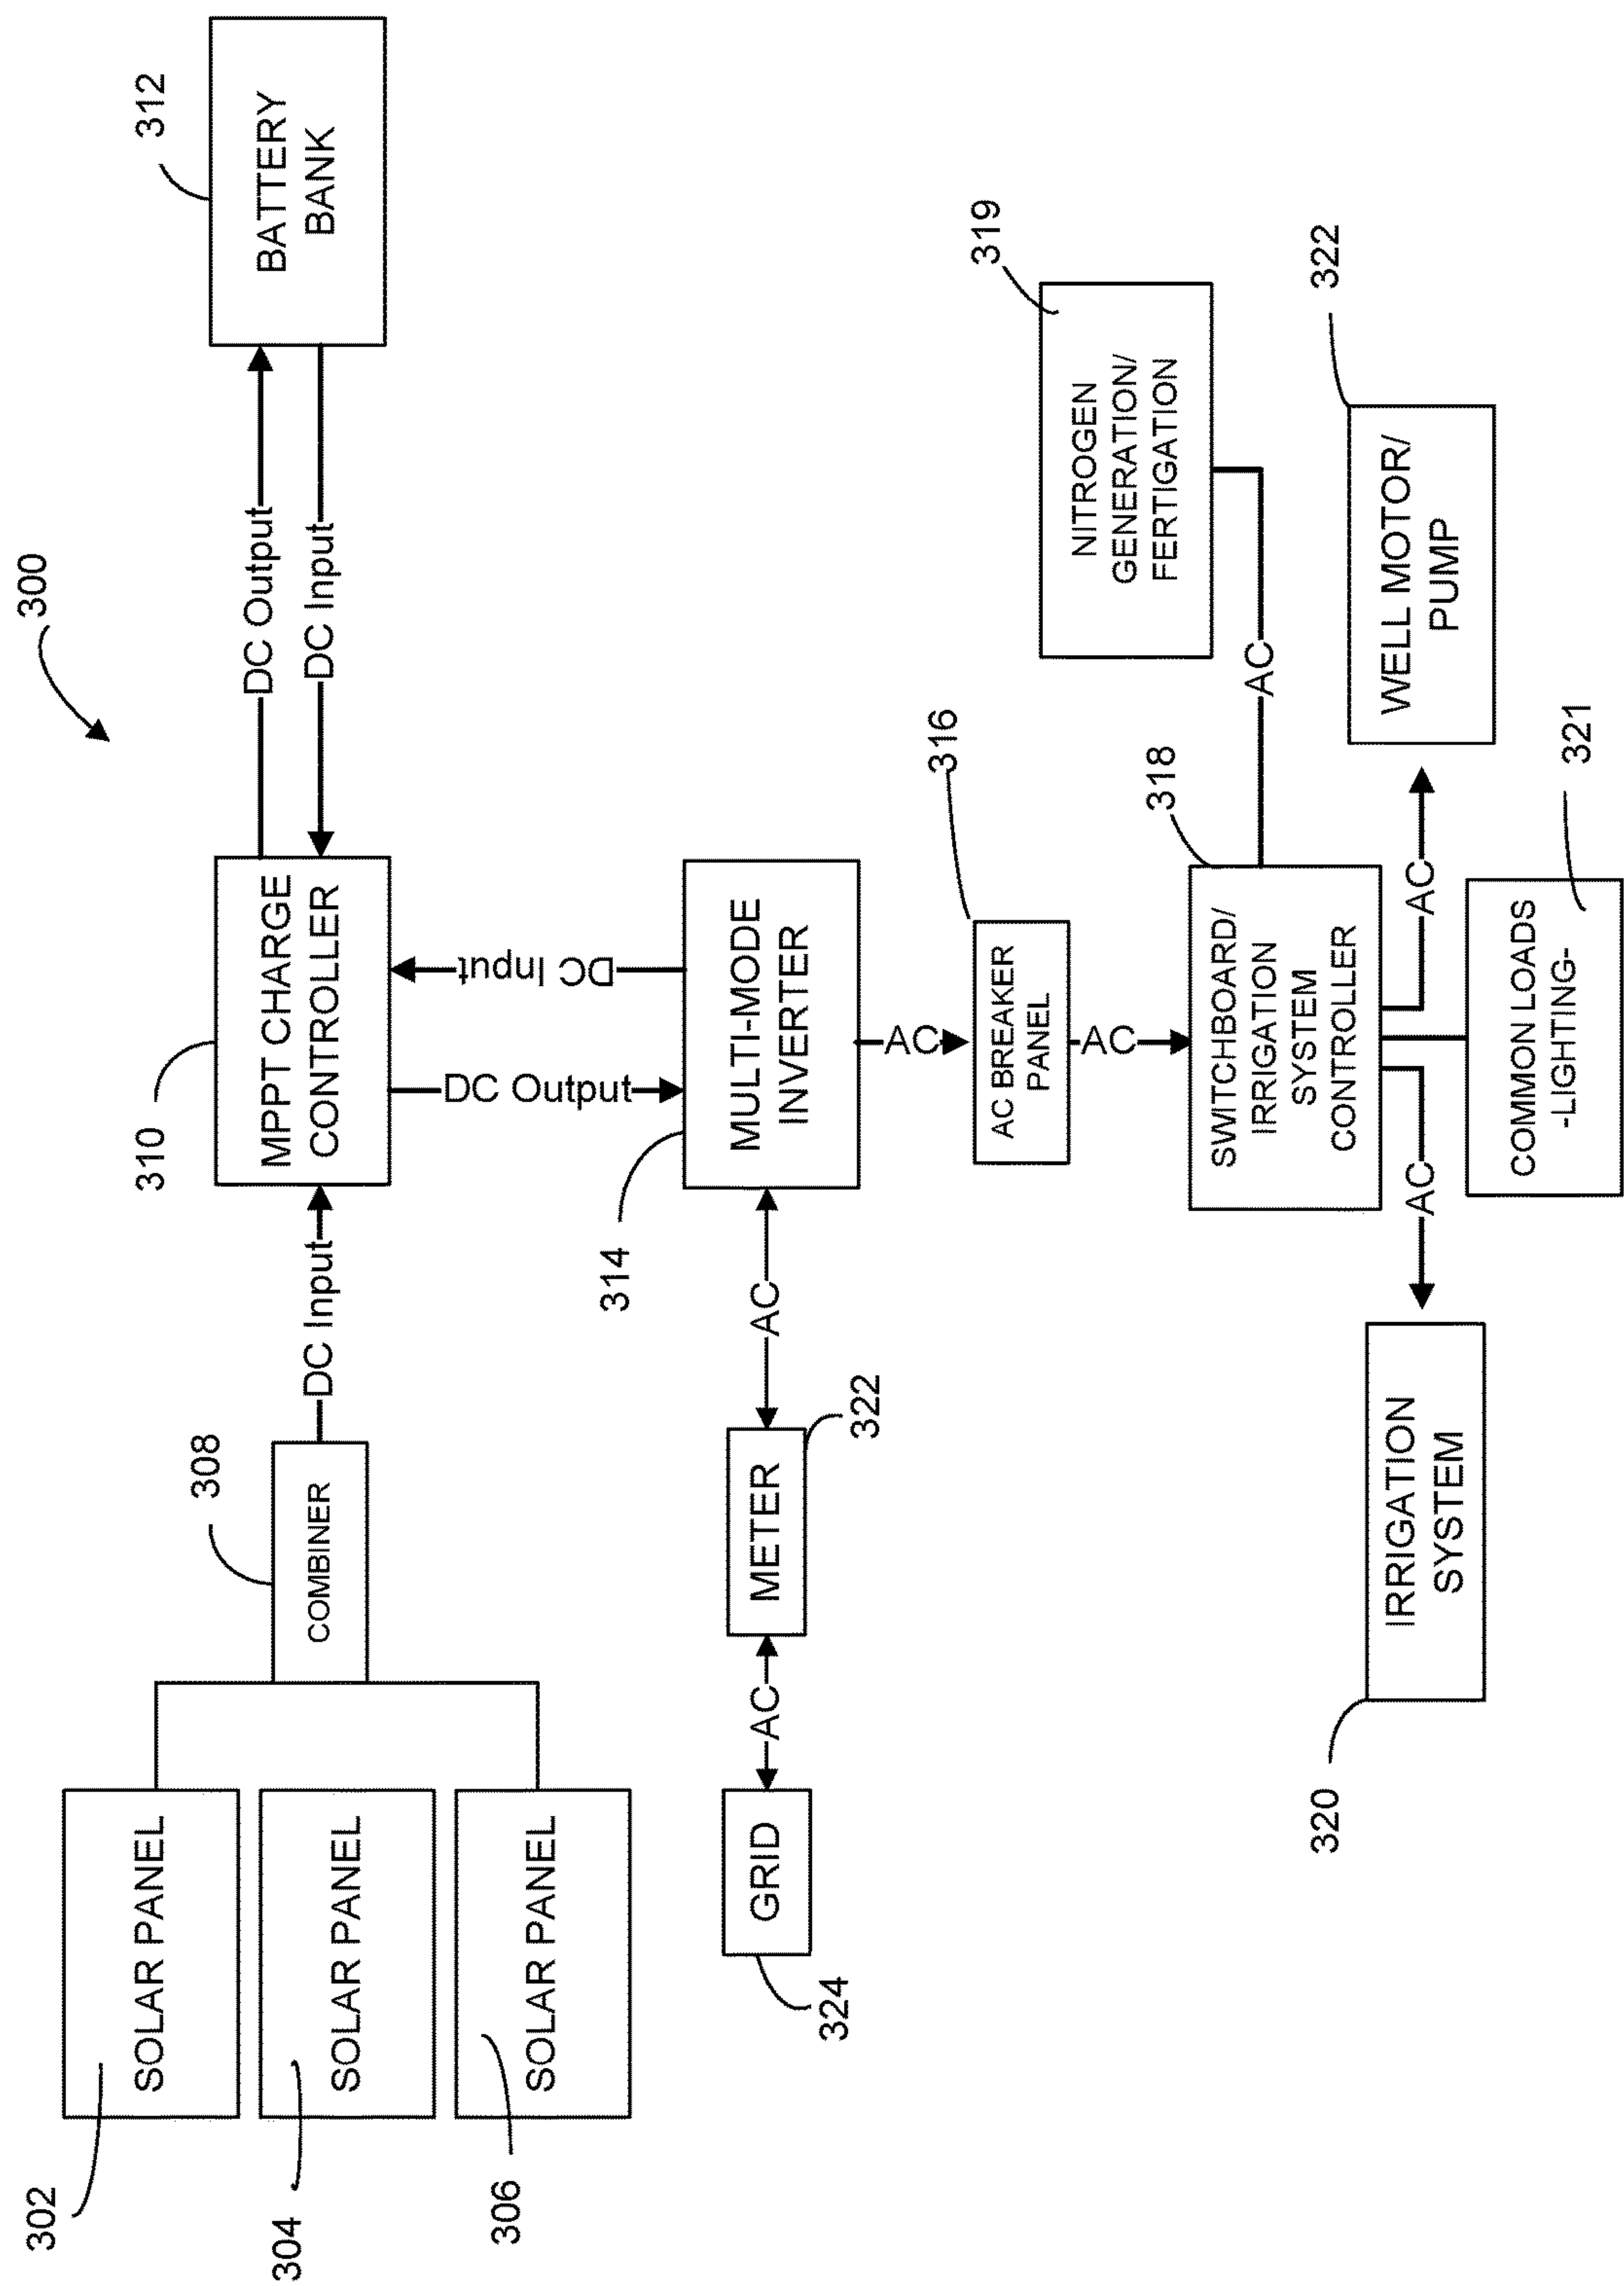 300
302
SOLAR PANEL
304
SOLAR PANEL
306
SOLAR PANEL
308
COMBINER
DC Input
310
MPPT CHARGE
CONTROLLER
DC Output
DC Input
312
BATTERY
BANK
DC Output
DC Input
324
GRID
AC
METER
322
AC
314
MULTI-MODE
INVERTER
AC
316
AC BREAKER
PANEL
AC
318
SWITCHBOARD/
IRRIGATION
SYSTEM
CONTROLLER
AC
319
NITROGEN
GENERATION/
FERTIGATION
AC
320
IRRIGATION
SYSTEM
AC
322
WELL MOTOR/
PUMP
321
COMMON LOADS
-LIGHTING-